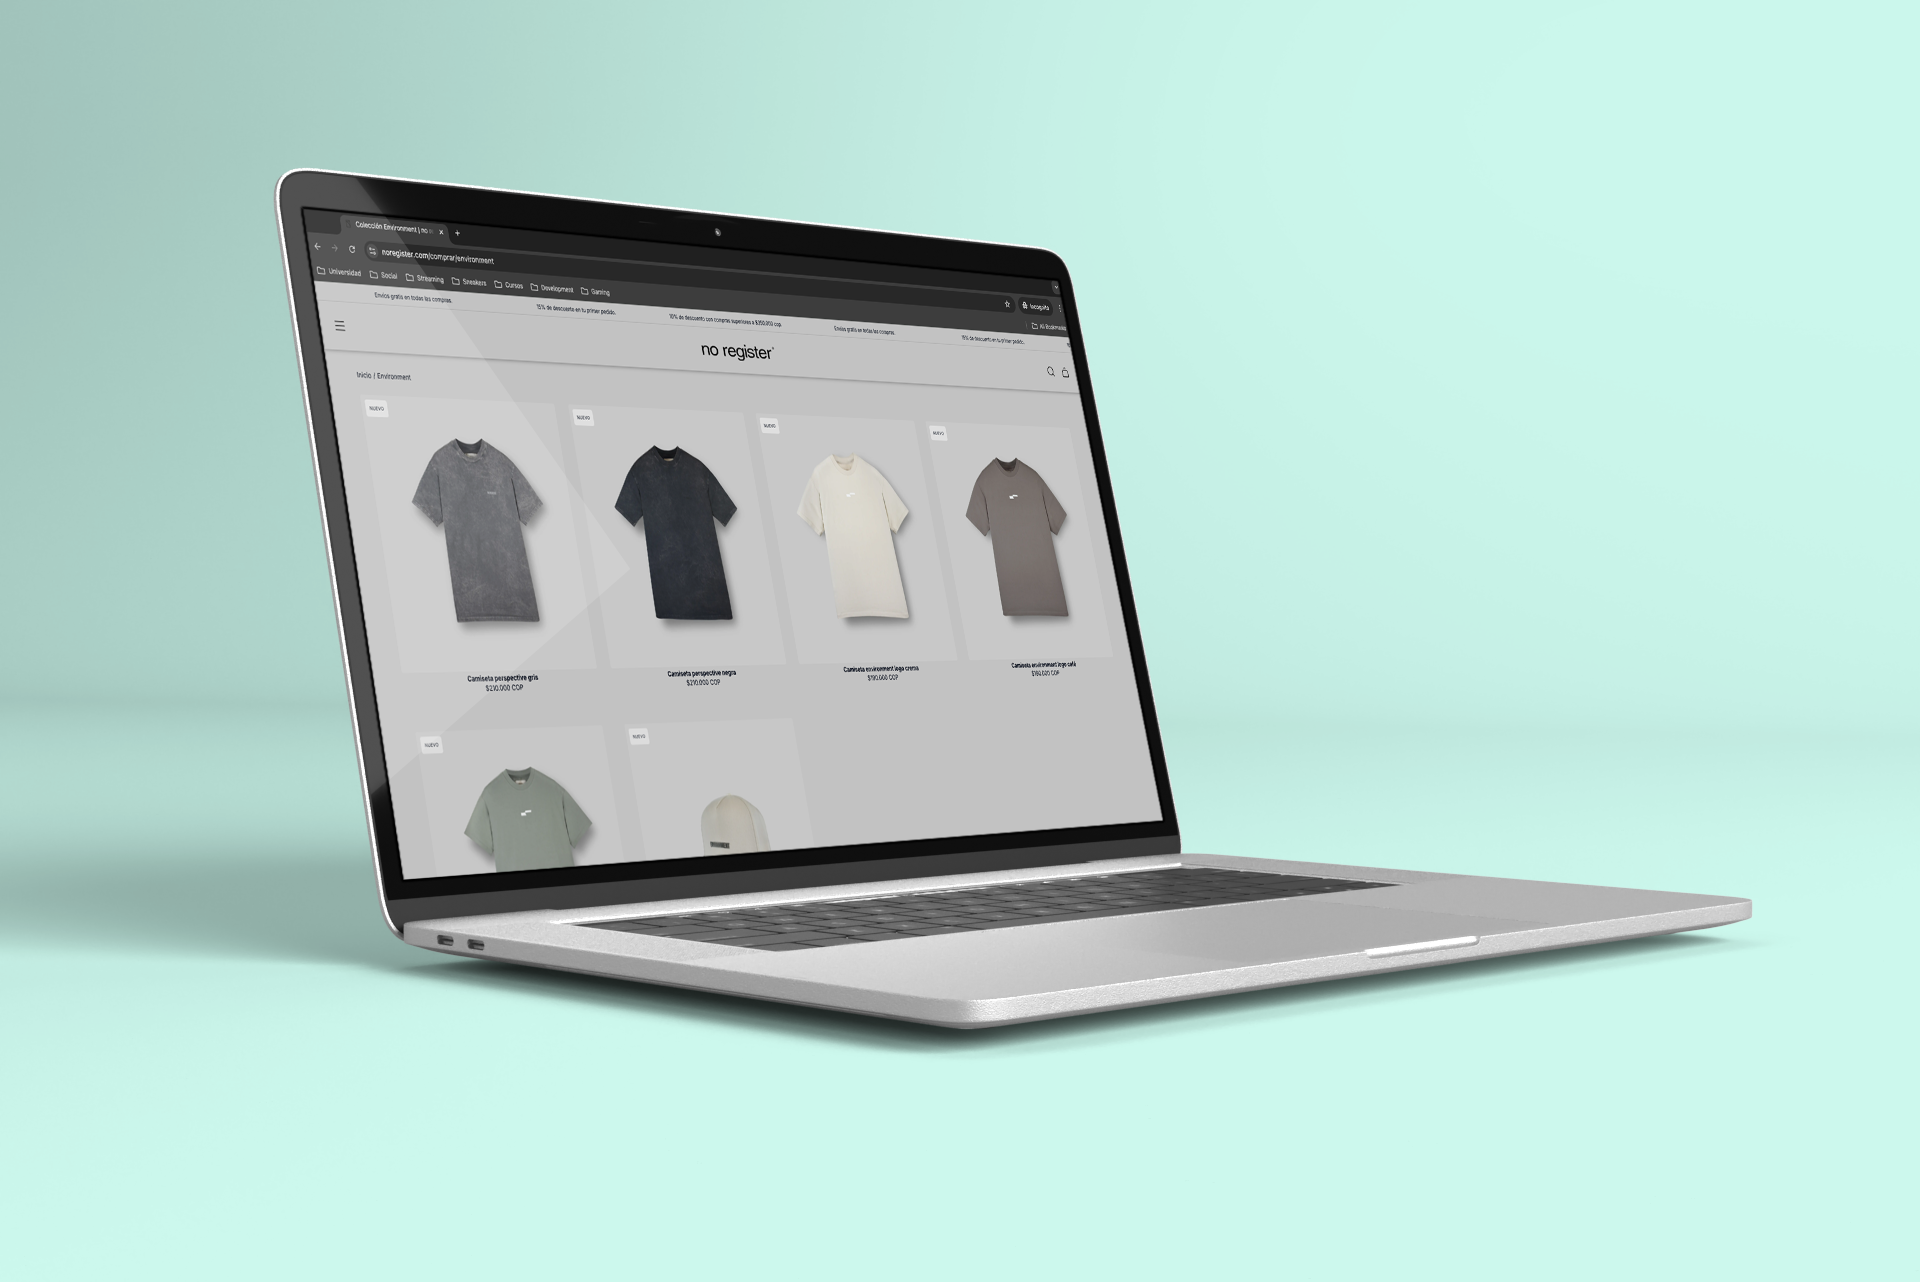 Colección Environment | no re
noregister.com/comprar/environment
Incognito
Universidad
Social
Streaming
Sneakers
Cursos
Development
Gaming
All Bookmarks
Envíos gratis en todas las compras.
15% de descuento en tu primer pedido.
10% de descuento con compras superiores a $350.000 cop.
Envíos gratis en todas las compras.
15% de descuento en tu primer pedido.
no register
Inicio / Environment
NUEVO
NUEVO
NUEVO
NUEVO
Camiseta perspective gris
$210.000 COP
Camiseta perspective negra
$210.000 COP
Camiseta environment logo crema
$190.000 COP
Camiseta environment logo café
$190.000 COP
NUEVO
NUEVO